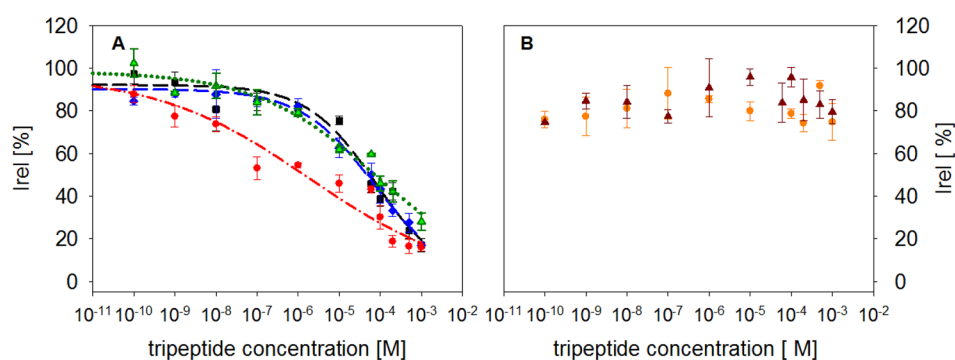 A
B
Irel [%]
120
100
80
60
40
20
0
10⁻¹¹ 10⁻¹⁰ 10⁻⁹ 10⁻⁸ 10⁻⁷ 10⁻⁶ 10⁻⁵ 10⁻⁴ 10⁻³ 10⁻²
tripeptide concentration [M]
10⁻¹¹ 10⁻¹⁰ 10⁻⁹ 10⁻⁸ 10⁻⁷ 10⁻⁶ 10⁻⁵ 10⁻⁴ 10⁻³ 10⁻²
tripeptide concentration [ M]
120
100
80
60
40
20
0
Irel [ %]